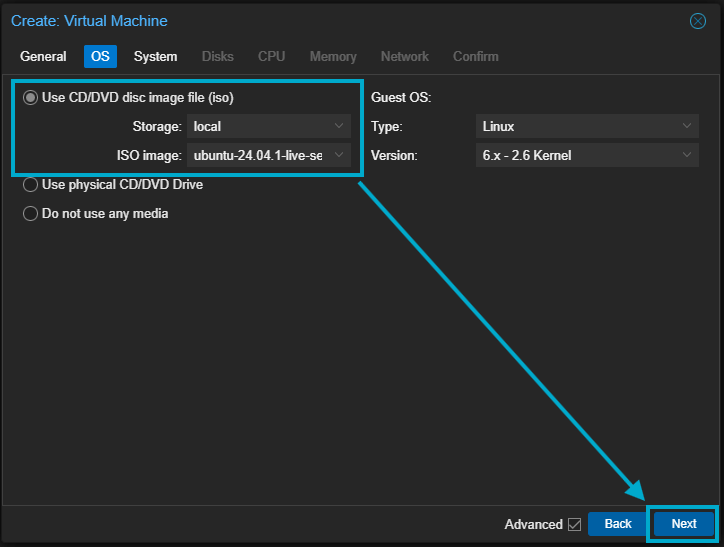 Create: Virtual Machine
General OS System Disks CPU Memory Network Confirm
Use CD/DVD disc image file (iso)
Storage: local
ISO image: ubuntu-24.04.1-live-se
Use physical CD/DVD Drive
Do not use any media
Guest OS:
Type: Linux
Version: 6.x - 2.6 Kernel
Advanced Back Next